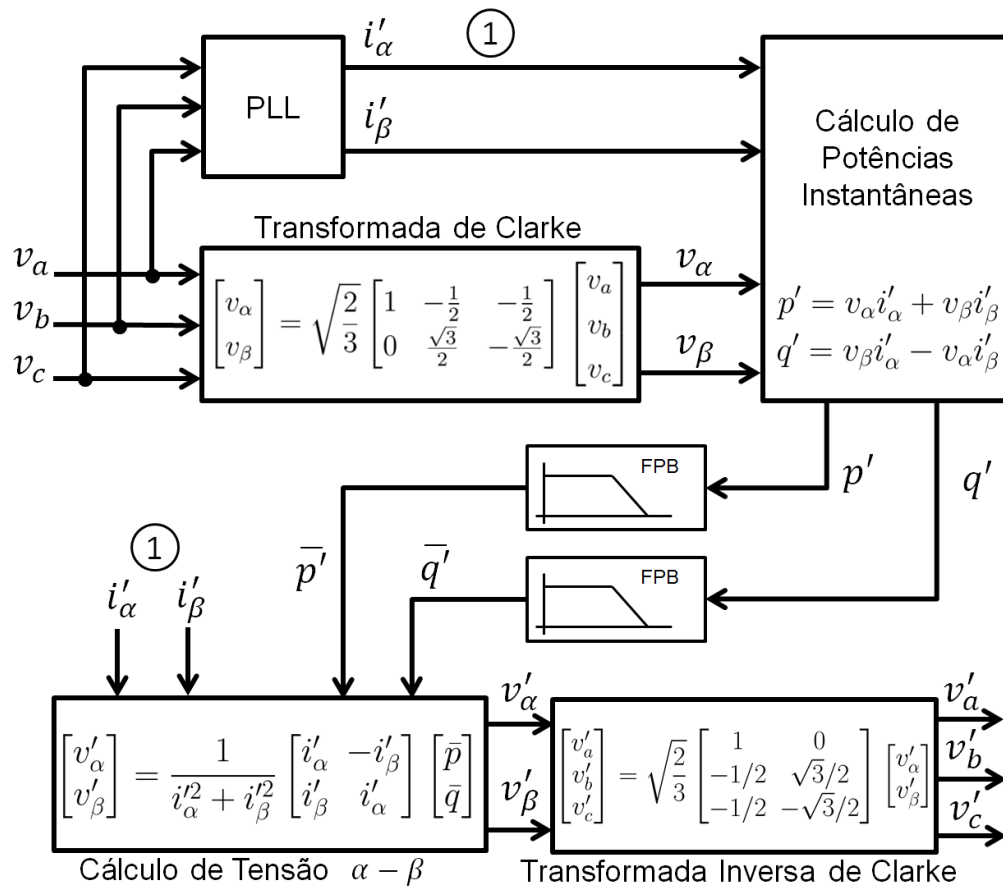 i'_α
①
PLL
i'_β
Cálculo de
Potências
Instantâneas
Transformada de Clarke
v_a
v_b
v_c
[v_α v_β] = √(2/3) [1 -1/2 -1/2; 0 √3/2 -√3/2] [v_a v_b v_c]
v_α
v_β
p' = v_α i'_α + v_β i'_β
q' = v_β i'_α - v_α i'_β
FPB
p'
q'
FPB
p̅'
q̅'
①
i'_α
i'_β
[v'_α v'_β] = 1/(i'²_α + i'²_β) [i'_α -i'_β; i'_β i'_α] [p̄ q̄]
Cálculo de Tensão α − β
v'_α
v'_β
[v'_a v'_b v'_c] = √(2/3) [1 0; -1/2 √3/2; -1/2 -√3/2] [v'_α v'_β]
Transformada Inversa de Clarke
v'_a
v'_b
v'_c